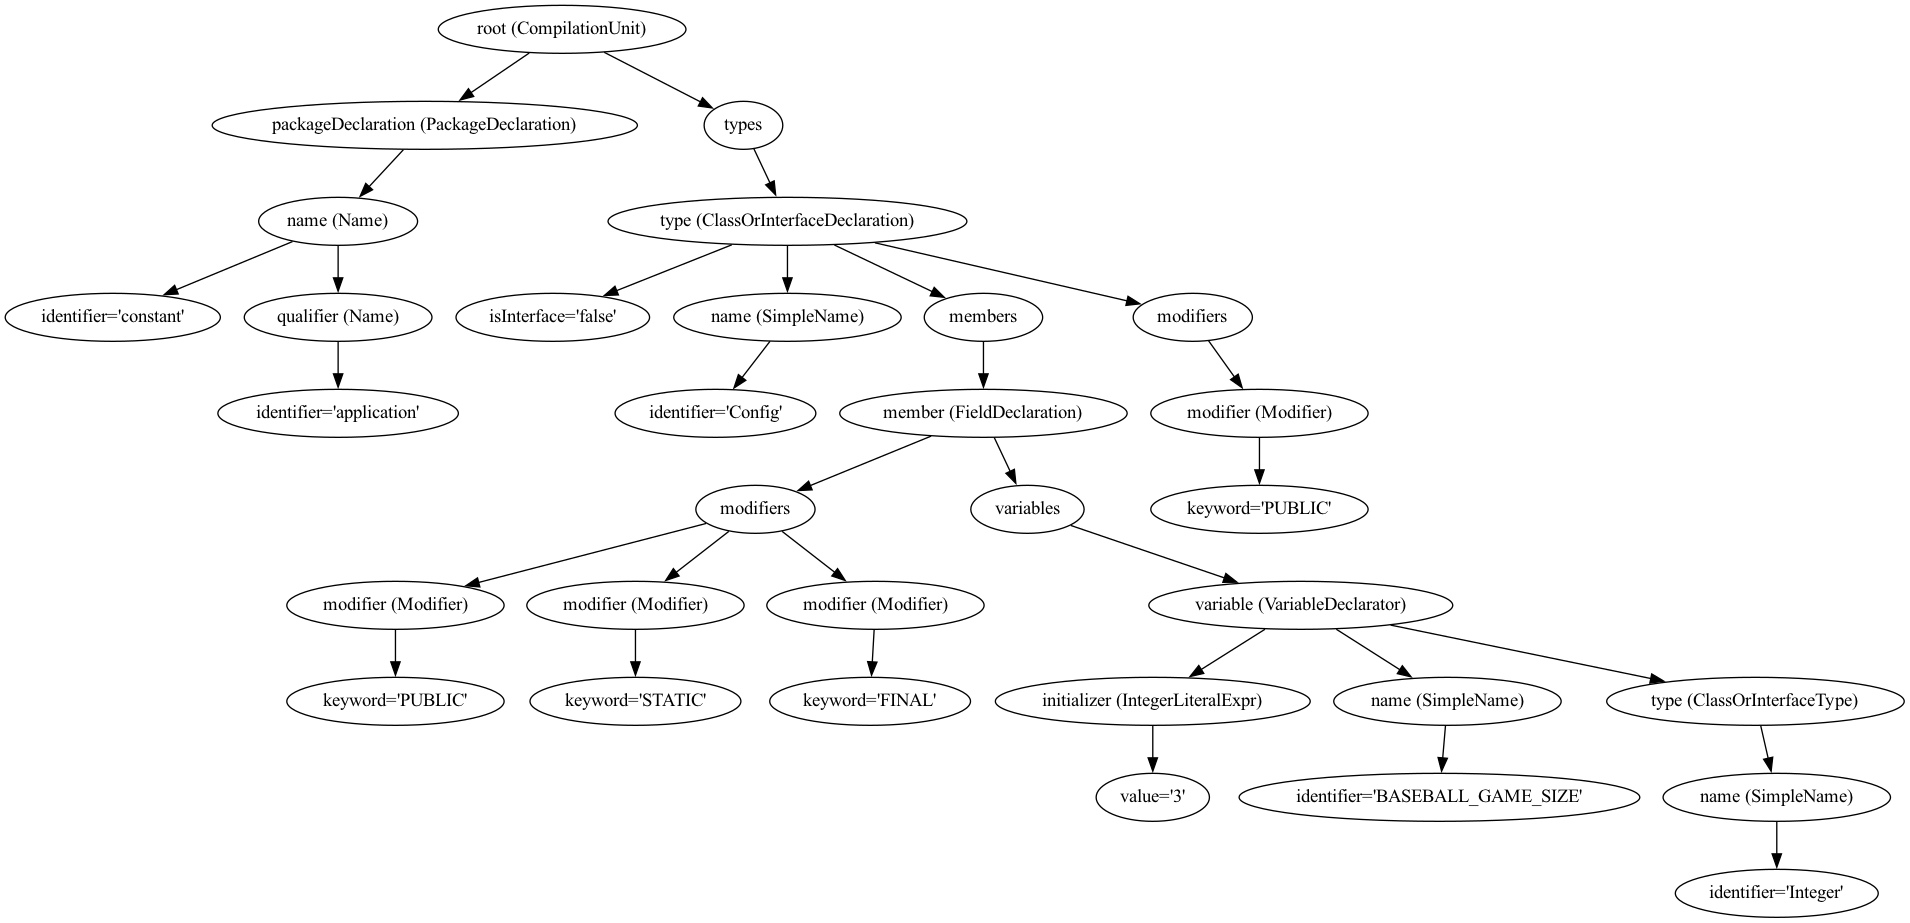 root (CompilationUnit)
packageDeclaration (PackageDeclaration)
types
name (Name)
type (ClassOrInterfaceDeclaration)
identifier='constant'
qualifier (Name)
isInterface='false'
name (SimpleName)
members
modifiers
identifier='application'
identifier='Config'
member (FieldDeclaration)
modifier (Modifier)
modifiers
variables
keyword='PUBLIC'
modifier (Modifier)
modifier (Modifier)
modifier (Modifier)
variable (VariableDeclarator)
keyword='PUBLIC'
keyword='STATIC'
keyword='FINAL'
initializer (IntegerLiteralExpr)
name (SimpleName)
type (ClassOrInterfaceType)
value='3'
identifier='BASEBALL_GAME_SIZE'
name (SimpleName)
identifier='Integer'